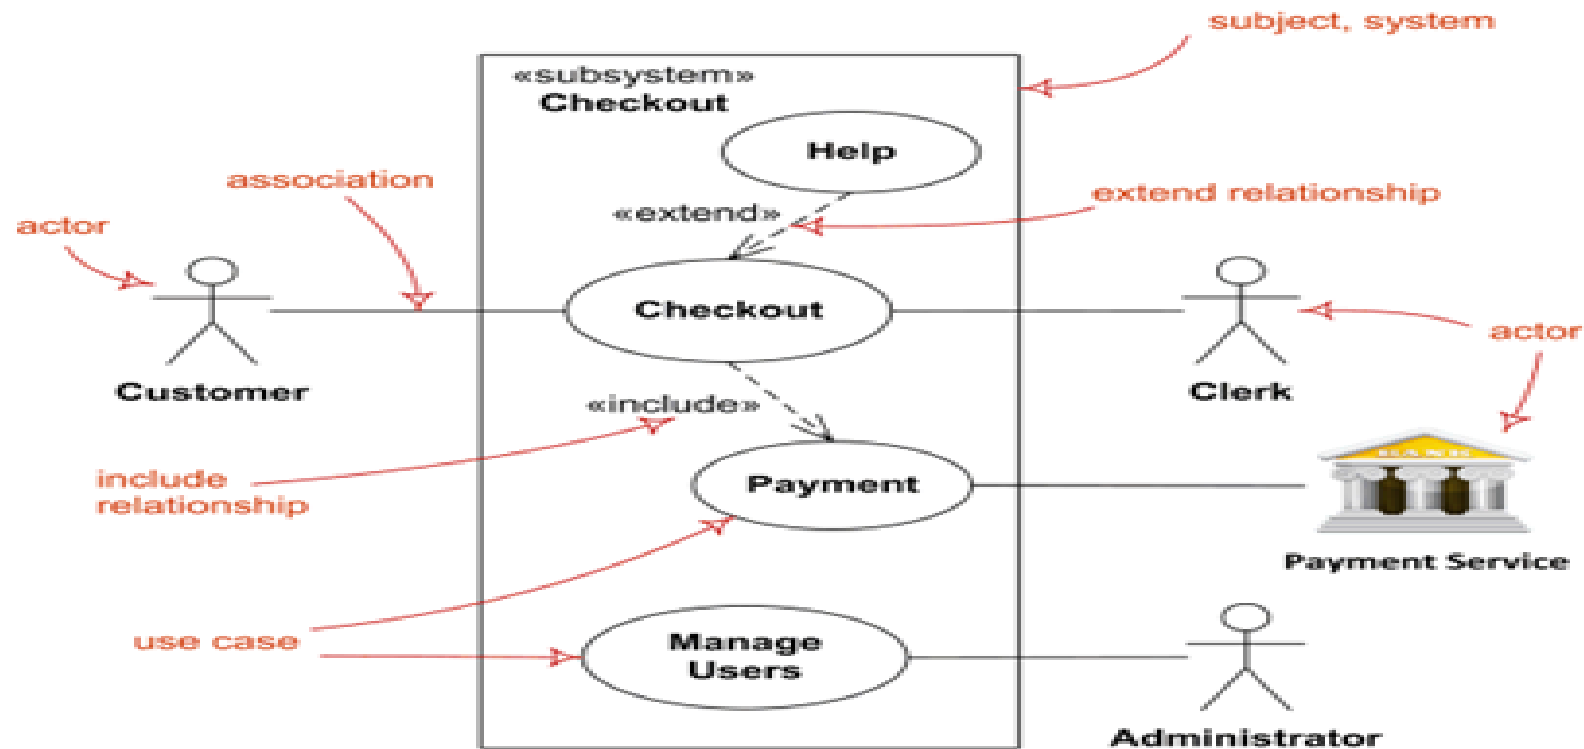 subject, system
«subsystem»
Checkout
Help
association
extend relationship
«extend»
actor
Checkout
actor
Customer
Clerk
«include»
BANK
include
relationship
Payment
Payment Service
use case
Manage
Users
Administrator